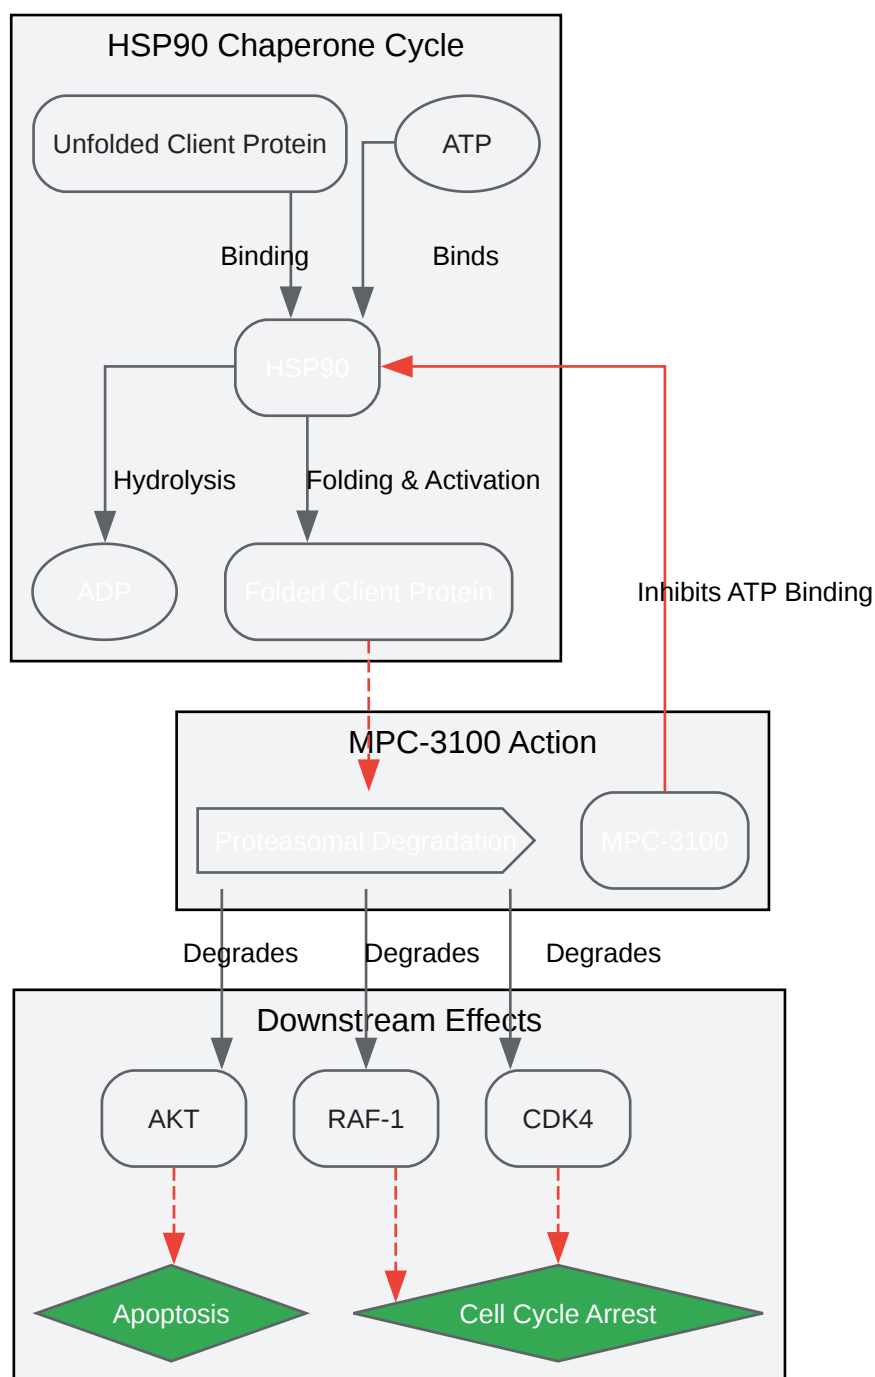 HSP90 Chaperone Cycle
Unfolded Client Protein
ATP
Binding
Binds
HSP90
Hydrolysis
Folding & Activation
ADP
Folded Client Protein
Inhibits ATP Binding
MPC-3100 Action
Proteasomal Degradation
MPC-3100
Degrades
Degrades
Degrades
Downstream Effects
AKT
RAF-1
CDK4
Apoptosis
Cell Cycle Arrest